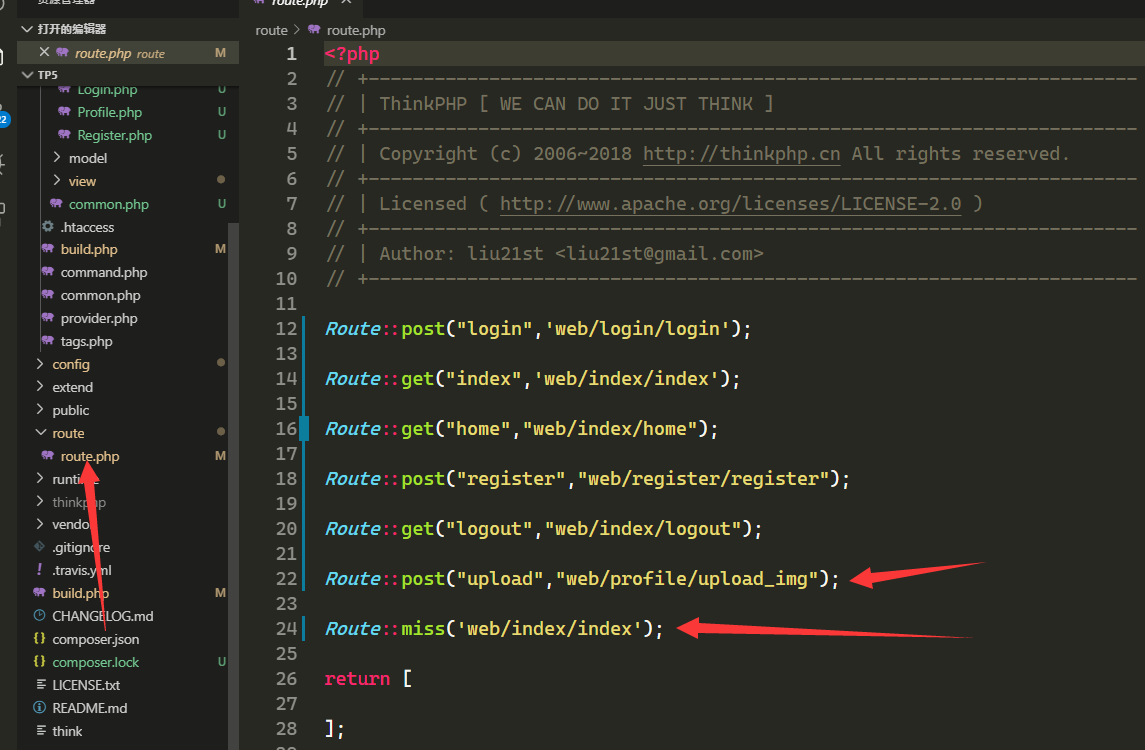 资源管理器
打开的编辑器
route.php route M
TP5
Login.php U
Profile.php U
Register.php U
model
view
common.php U
.htaccess
build.php M
command.php
common.php
provider.php
tags.php
config
extend
public
route
route.php M
thinkphp
.gitignore
.travis.yml
build.php M
CHANGELOG.md
composer.json
composer.lock U
LICENSE.txt
README.md
think
22
route.php
route > route.php
1 <?php
2 // +----------------------------------------------------------------------
3 // | ThinkPHP [ WE CAN DO IT JUST THINK ]
4 // +----------------------------------------------------------------------
5 // | Copyright (c) 2006~2018 http://thinkphp.cn All rights reserved.
6 // +----------------------------------------------------------------------
7 // | Licensed ( http://www.apache.org/licenses/LICENSE-2.0 )
8 // +----------------------------------------------------------------------
9 // | Author: liu21st <liu21st@gmail.com>
10 // +----------------------------------------------------------------------
11
12 Route::post("login",'web/login/login');
13
14 Route::get("index",'web/index/index');
15
16 Route::get("home","web/index/home");
17
18 Route::post("register","web/register/register");
19
20 Route::get("logout","web/index/logout");
21
22 Route::post("upload","web/profile/upload_img");
23
24 Route::miss('web/index/index');
25
26 return [
27
28 ];